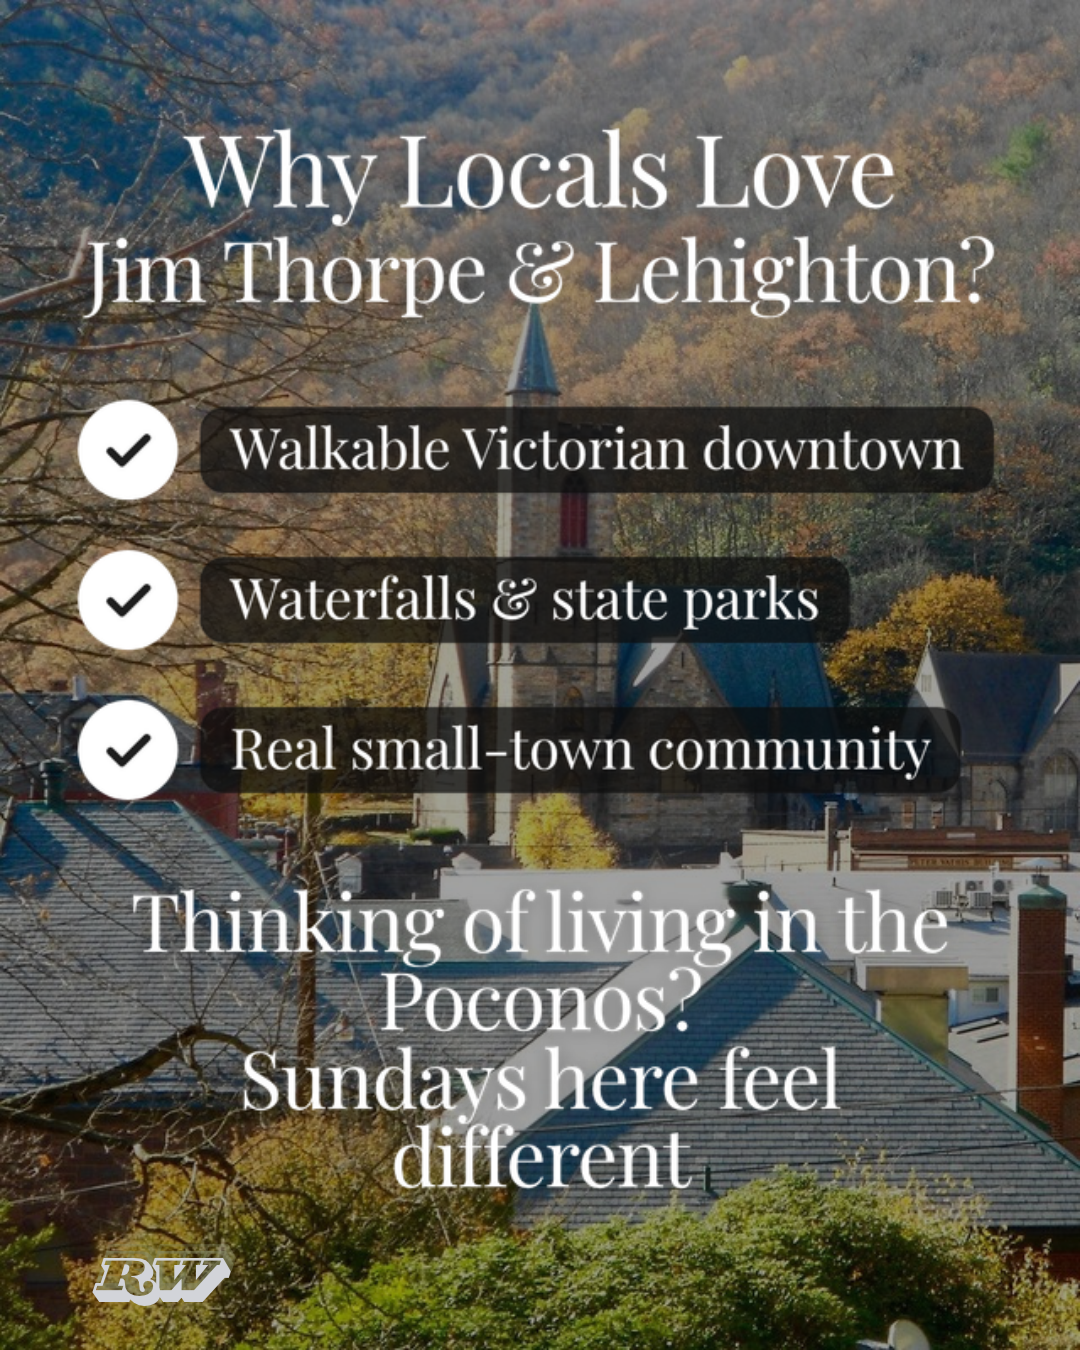 Why Locals Love
Jim Thorpe & Lehighton?
Walkable Victorian downtown
Waterfalls & state parks
Real small-town community
Thinking of living in the
Poconos?
Sundays here feel
different
RW